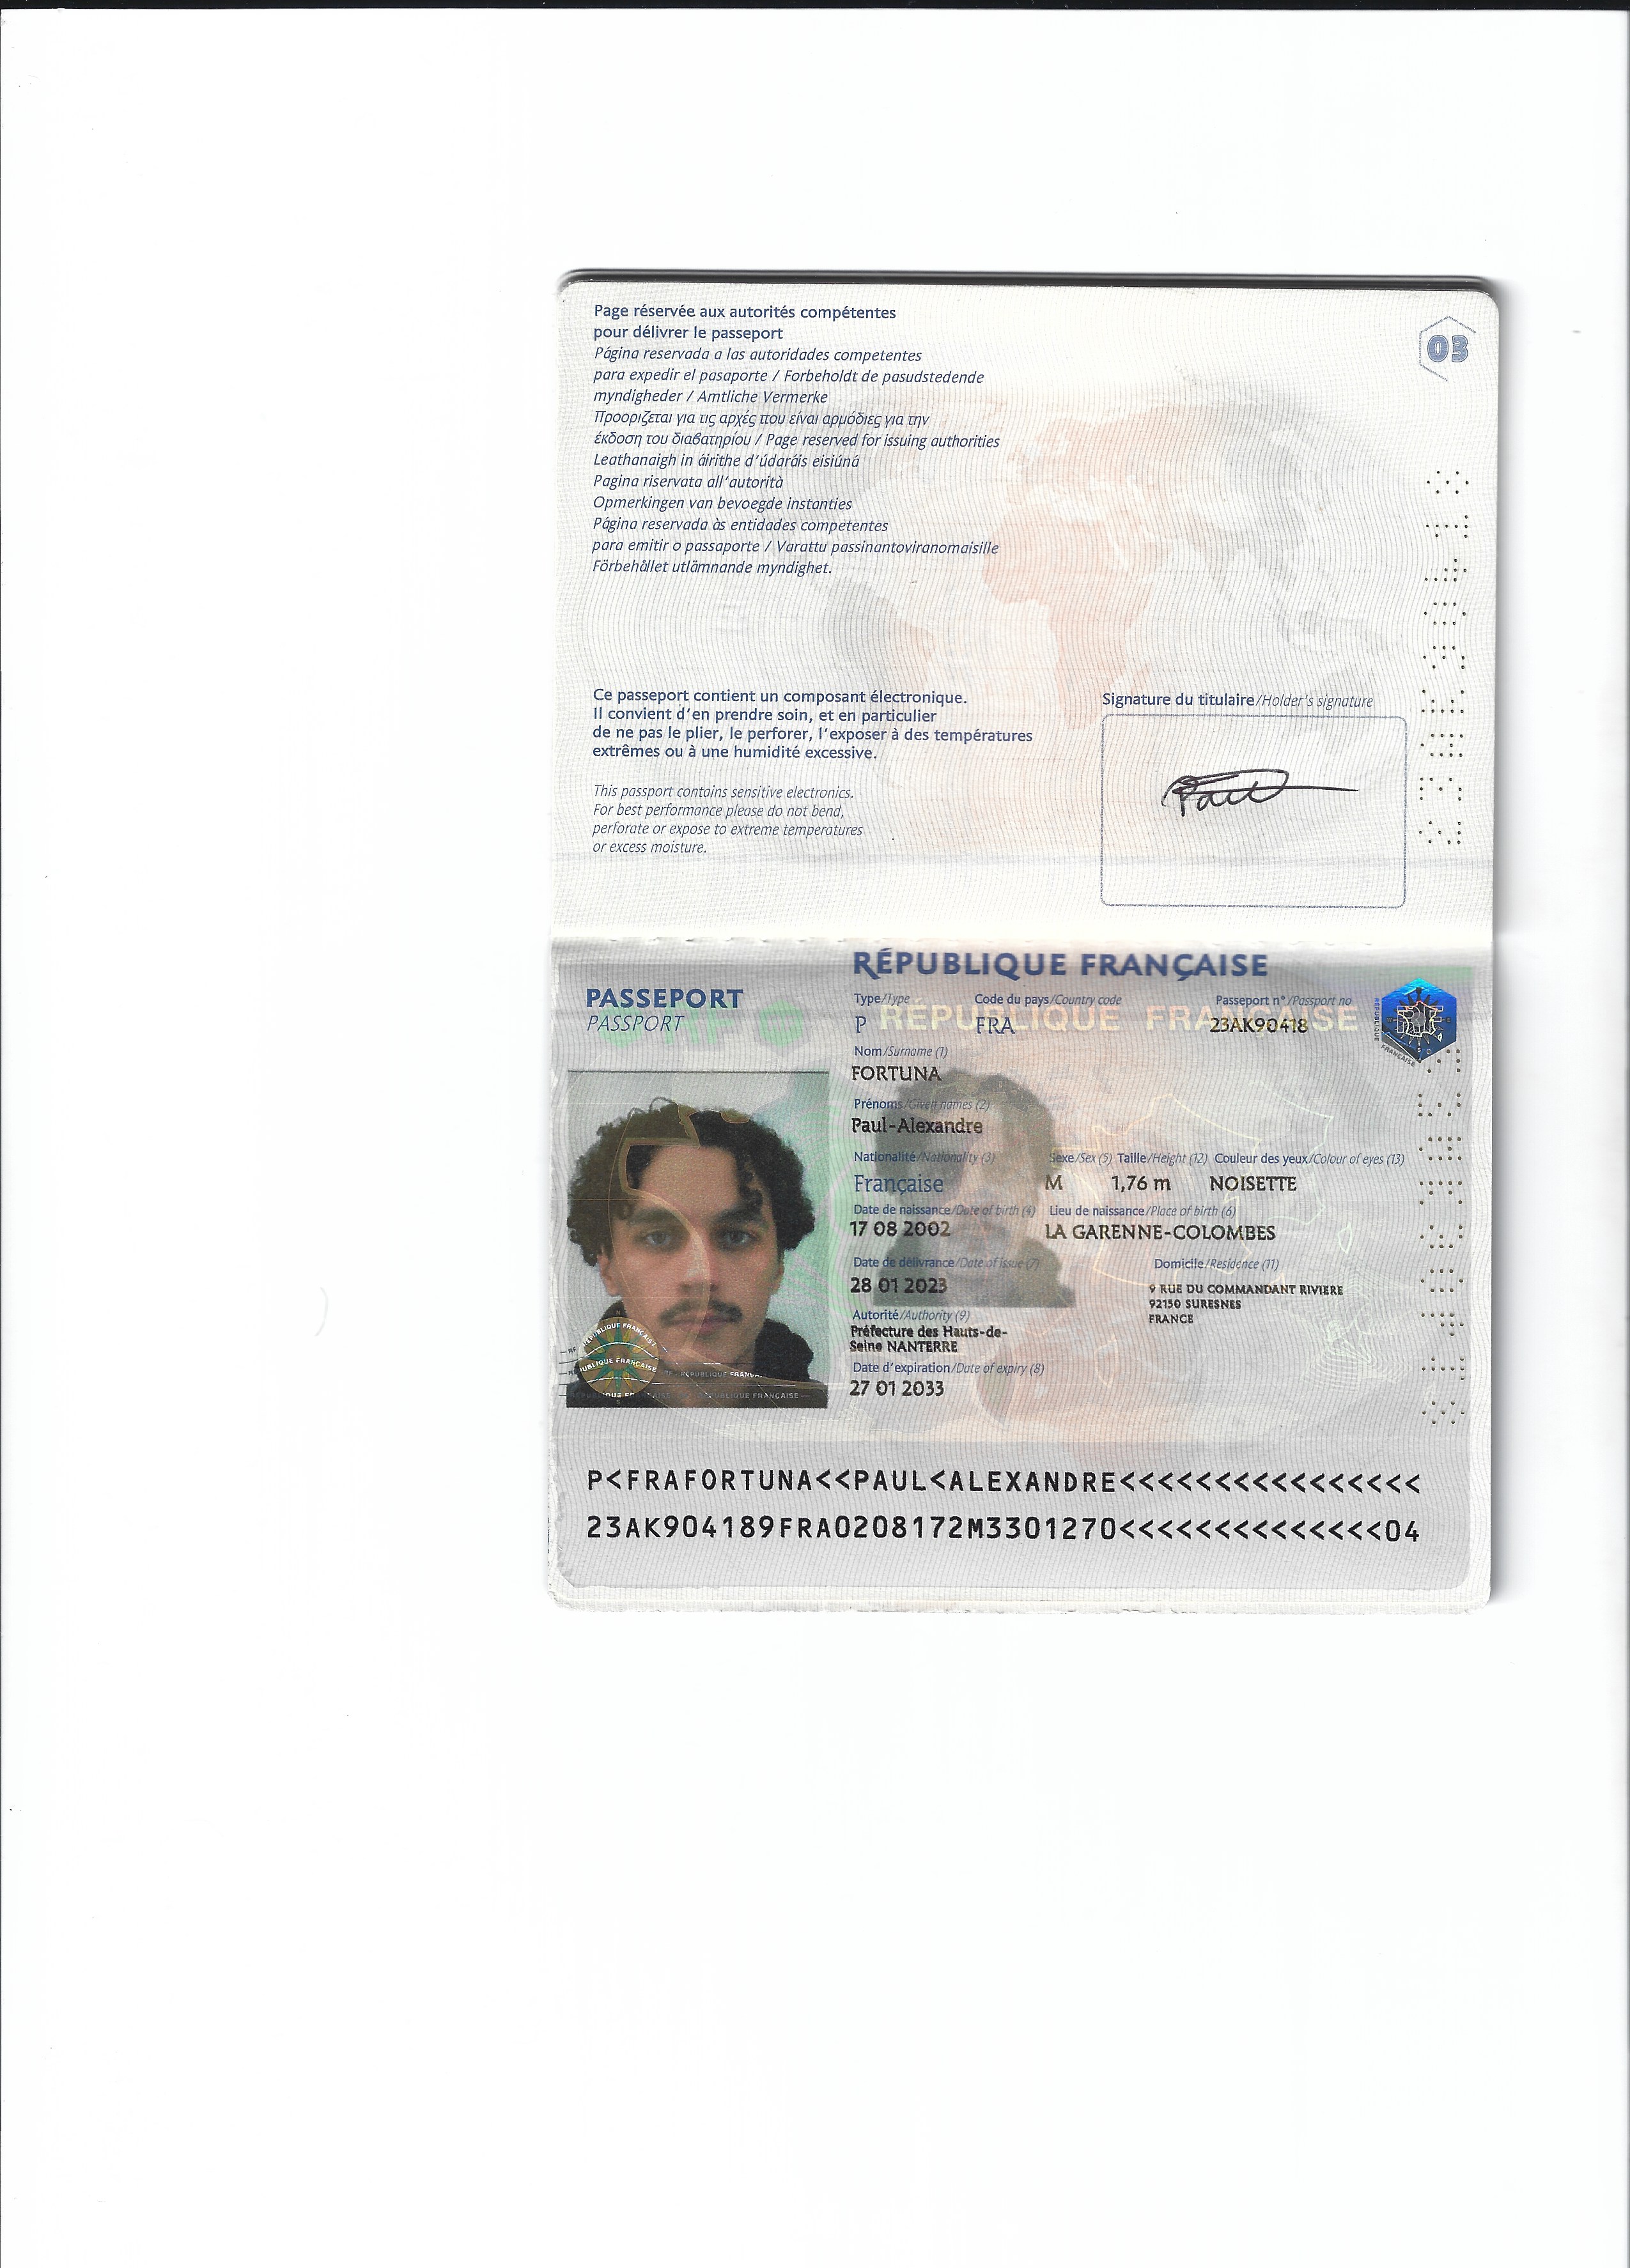 Page réservée aux autorités compétentes
pour délivrer le passeport
Página reservada a las autoridades competentes
para expedir el pasaporte / Forbeholdt de pasudstedende
myndigheder / Amtliche Vermerke
Προορίζεται για τις αρχές που είναι αρμόδιες για την
έκδοση του διαβατηρίου / Page reserved for issuing authorities
Leathanaigh in áirithe d'údaráis eisiúná
Pagina riservata all'autorità
Opmerkingen van bevoegde instanties
Página reservada às entidades competentes
para emitir o passaporte / Varattu passinantoviranomaisille
Förbehållet utlämnande myndighet.
03
Ce passeport contient un composant électronique.
Il convient d'en prendre soin, et en particulier
de ne pas le plier, le perforer, l'exposer à des températures
extrêmes ou à une humidité excessive.
This passport contains sensitive electronics.
For best performance please do not bend,
perforate or expose to extreme temperatures
or excess moisture.
Signature du titulaire/Holder's signature
Paul
RÉPUBLIQUE FRANÇAISE
PASSEPORT
PASSPORT
Type/Type Code du pays/Country code Passeport n°/Passport no
P FRA 23AK90418
RÉPUBLIQUE FRANÇAISE
Nom/Surname (1)
FORTUNA
Prénoms/Given names (2)
Paul-Alexandre
Nationalité/Nationality (3) Sexe/Sex (5) Taille/Height (12) Couleur des yeux/Colour of eyes (13)
Française M 1,76 m NOISETTE
Date de naissance/Date of birth (4) Lieu de naissance/Place of birth (6)
17 08 2002 LA GARENNE-COLOMBES
Date de délivrance/Date of issue (7) Domicile/Residence (11)
28 01 2023 9 RUE DU COMMANDANT RIVIERE
92150 SURESNES
FRANCE
Autorité/Authority (9)
Préfecture des Hauts-de-
Seine NANTERRE
Date d'expiration/Date of expiry (8)
27 01 2033
RÉPUBLIQUE FRANÇAISE
P<FRAFORTUNA<<PAUL<ALEXANDRE<<<<<<<<<<<<<<<<
23AK904189FRA0208172M3301270<<<<<<<<<<<<<<04